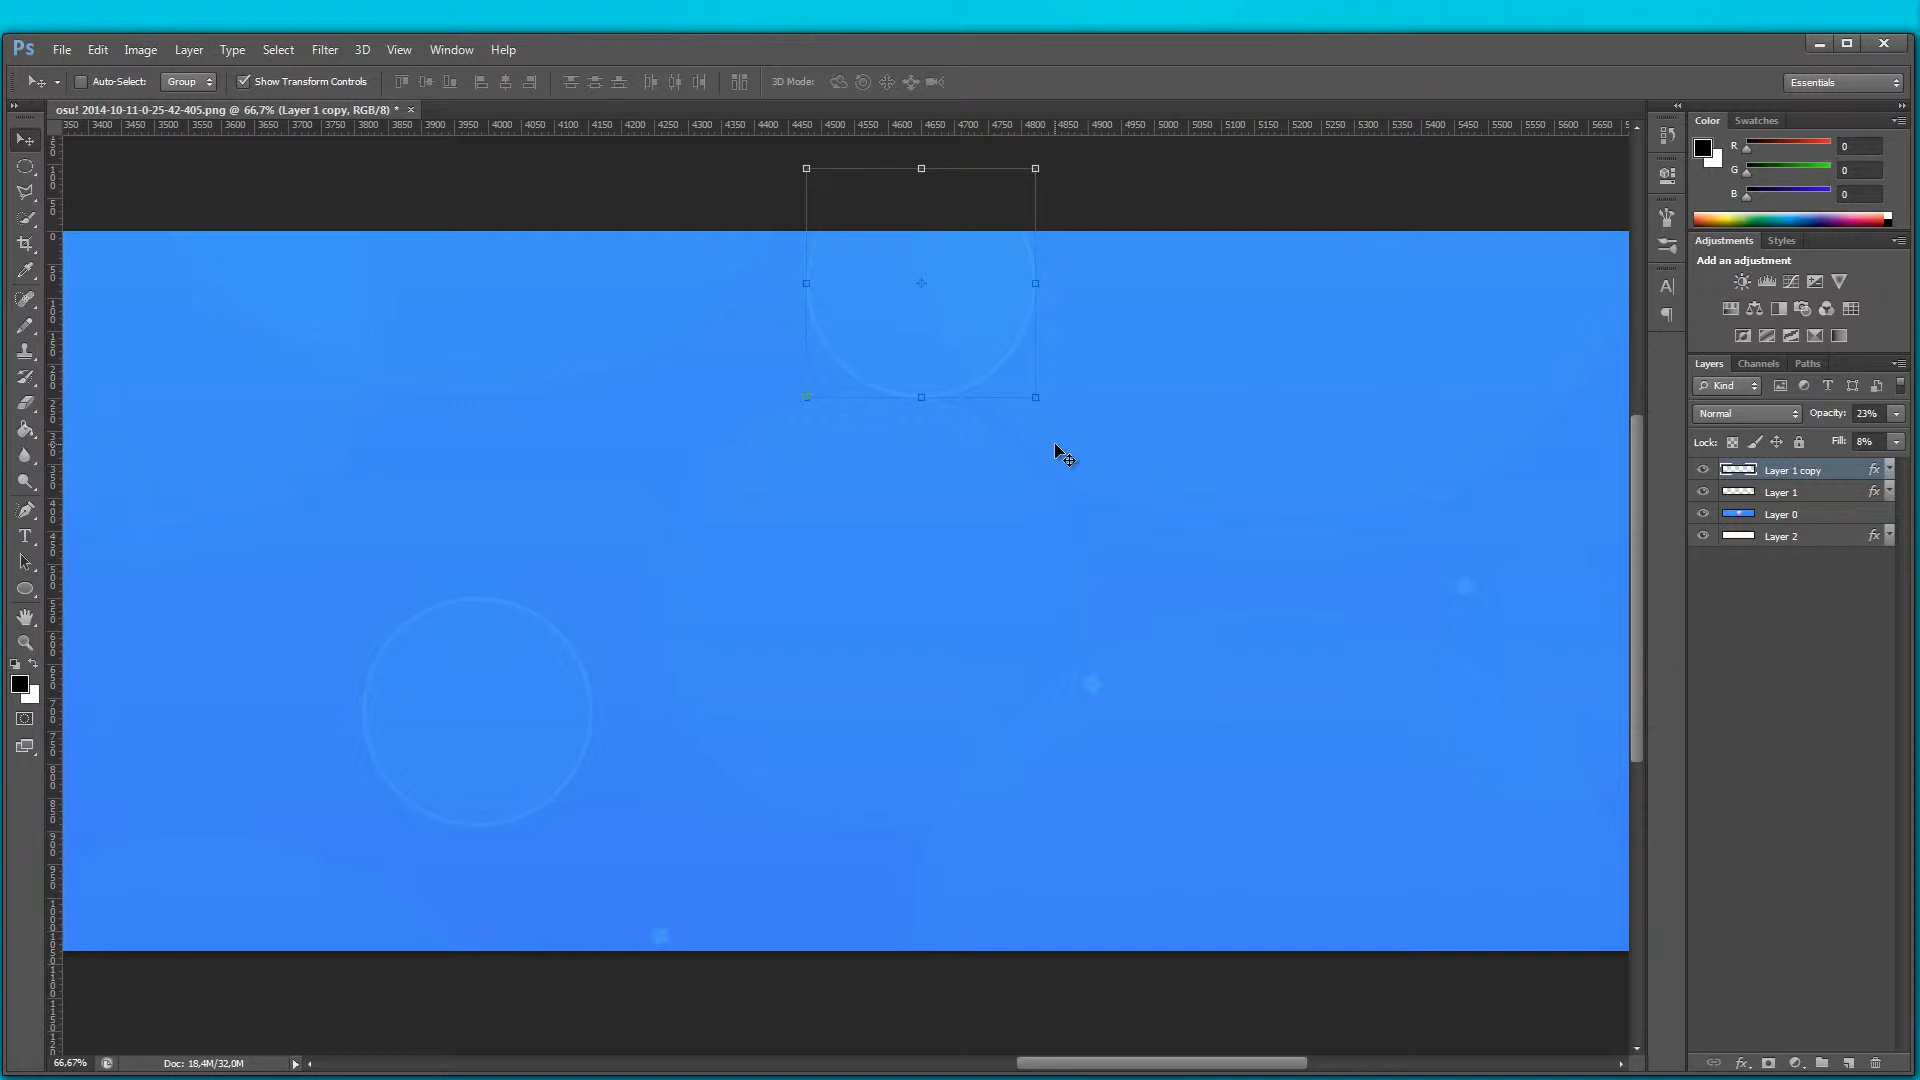 Ps File Edit Image Layer Type Select Filter 3D View Window Help
Auto-Select: Group Show Transform Controls 3D Mode: Essentials
osu! 2014-10-11-0-25-42-405.png @ 66,7% (Layer 1 copy, RGB/8) * ×
350 3400 3450 3500 3550 3600 3650 3700 3750 3800 3850 3900 3950 4000 4050 4100 4150 4200 4250 4300 4350 4400 4450 4500 4550 4600 4650 4700 4750 4800 4850 4900 4950 5000 5050 5100 5150 5200 5250 5300 5350 5400 5450 5500 5550 5600 5650
Color Swatches
R 0
G 0
B 0
Adjustments Styles
Add an adjustment
Layers Channels Paths
Kind
Normal Opacity: 23%
Lock: Fill: 8%
Layer 1 copy fx
Layer 1 fx
Layer 0
Layer 2 fx
66,67% Doc: 18,4M/32,0M